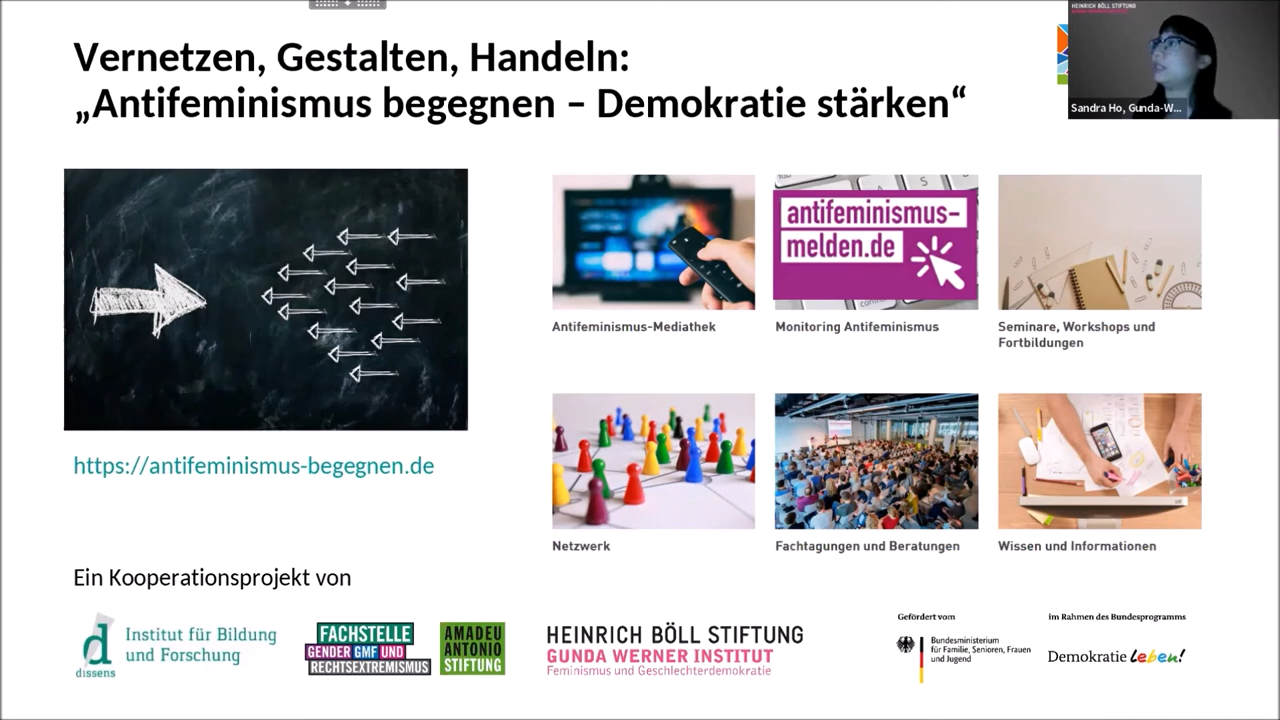 Vernetzen, Gestalten, Handeln:
„Antifeminismus begegnen – Demokratie stärken“
HEINRICH BÖLL STIFTUNG
Sandra Ho, Gunda-W...
antifeminismus-
melden.de
Antifeminismus-Mediathek
Monitoring Antifeminismus
Seminare, Workshops und
Fortbildungen
https://antifeminismus-begegnen.de
Netzwerk
Fachtagungen und Beratungen
Wissen und Informationen
Ein Kooperationsprojekt von
d
dissens
Institut für Bildung
und Forschung
FACHSTELLE
GENDER GMF UND
RECHTSEXTREMISMUS
AMADEU
ANTONIO
STIFTUNG
HEINRICH BÖLL STIFTUNG
GUNDA WERNER INSTITUT
Feminismus und Geschlechterdemokratie
Gefördert vom
Bundesministerium
für Familie, Senioren, Frauen
und Jugend
im Rahmen des Bundesprogramms
Demokratie leben!